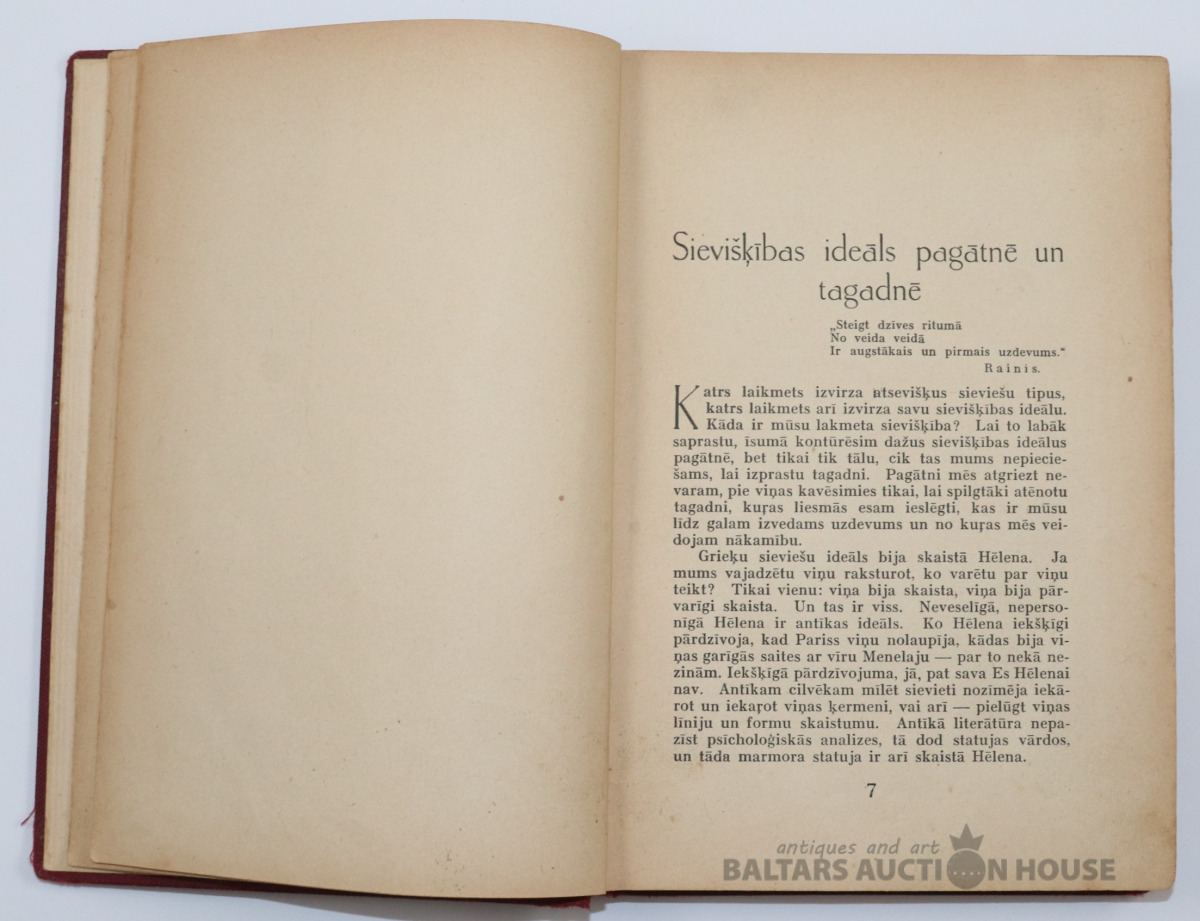 Sievišķības ideāls pagātnē un
tagadnē
„Steigt dzīves ritumā
No veida veidā
Ir augstākais un pirmais uzdevums.“
Rainis.
Katrs laikmets izvirza atsevišķus sieviešu tipus,
katrs laikmets arī izvirza savu sievišķības ideālu.
Kāda ir mūsu lakmeta sievišķība? Lai to labāk
saprastu, īsumā kontūrēsim dažus sievišķības ideālus
pagātnē, bet tikai tik tālu, cik tas mums nepiecie-
šams, lai izprastu tagadni. Pagātni mēs atgriezt ne-
varam, pie viņas kavēsimies tikai, lai spilgtāki atēnotu
tagadni, kuŗas liesmās esam ieslēgti, kas ir mūsu
līdz galam izvedams uzdevums un no kuŗas mēs vei-
dojam nākamību.
Grieķu sieviešu ideāls bija skaistā Hēlena. Ja
mums vajadzētu viņu raksturot, ko varētu par viņu
teikt? Tikai vienu: viņa bija skaista, viņa bija pār-
varīgi skaista. Un tas ir viss. Neveselīgā, neperso-
nīgā Hēlena ir antīkas ideāls. Ko Hēlena iekšķīgi
pārdzīvoja, kad Pariss viņu nolaupīja, kādas bija vi-
ņas garīgās saites ar vīru Menelaju — par to nekā ne-
zinām. Iekšķīgā pārdzīvojuma, jā, pat sava Es Hēlenai
nav. Antīkam cilvēkam mīlēt sievieti nozīmēja iekā-
rot un iekaŗot viņas ķermeni, vai arī — pielūgt viņas
līniju un formu skaistumu. Antīkā literātūra nepa-
zīst psīcholoģiskās analizes, tā dod statujas vārdos,
un tāda marmora statuja ir arī skaistā Hēlena.
7
antiques and art
BALTARS AUCTION HOUSE